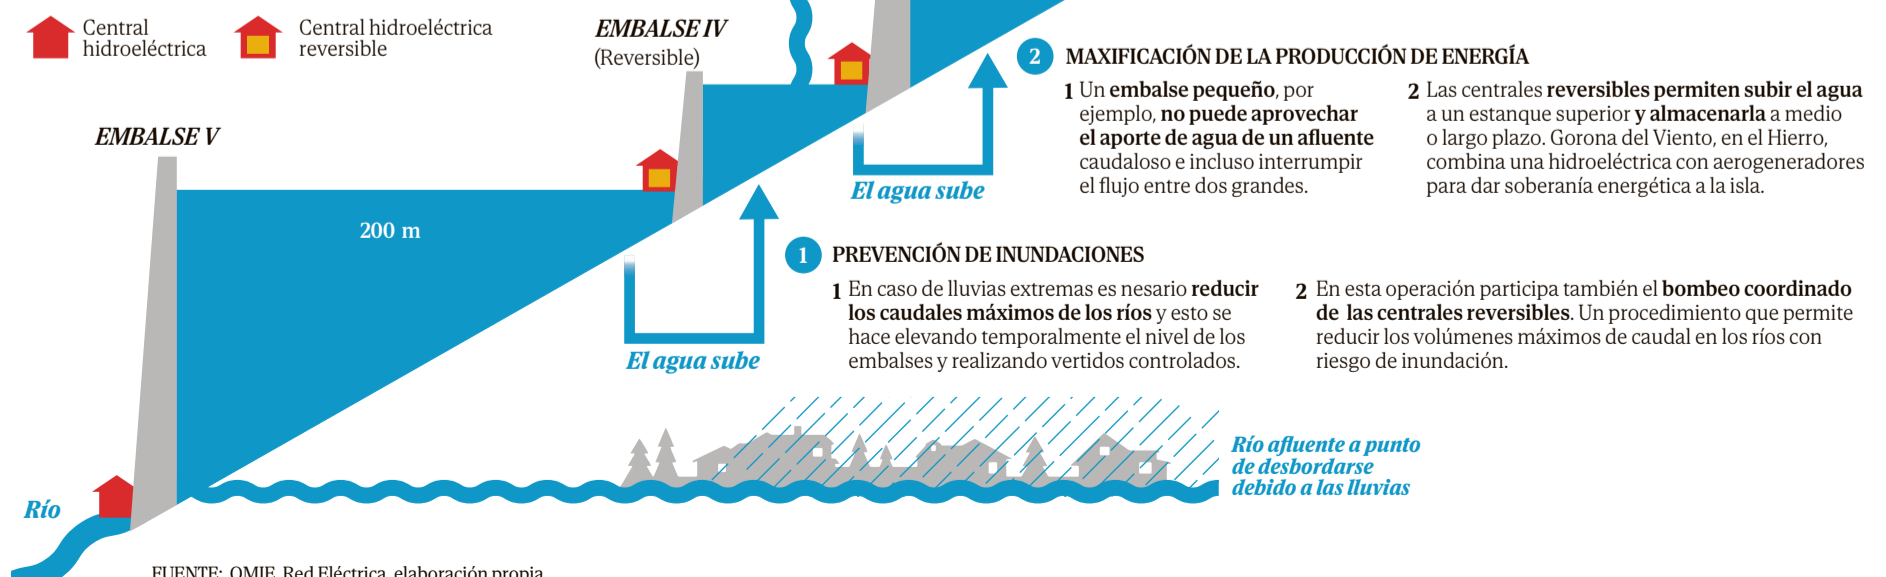 Central
hidroeléctrica
Central hidroeléctrica
reversible
EMBALSE IV
(Reversible)
EMBALSE V
200 m
El agua sube
El agua sube
2 MAXIFICACIÓN DE LA PRODUCCIÓN DE ENERGÍA
1 Un embalse pequeño, por
ejemplo, no puede aprovechar
el aporte de agua de un afluente
caudaloso e incluso interrumpir
el flujo entre dos grandes.
2 Las centrales reversibles permiten subir el agua
a un estanque superior y almacenarla a medio
o largo plazo. Gorona del Viento, en el Hierro,
combina una hidroeléctrica con aerogeneradores
para dar soberanía energética a la isla.
1 PREVENCIÓN DE INUNDACIONES
1 En caso de lluvias extremas es nesario reducir
los caudales máximos de los ríos y esto se
hace elevando temporalmente el nivel de los
embalses y realizando vertidos controlados.
2 En esta operación participa también el bombeo coordinado
de las centrales reversibles. Un procedimiento que permite
reducir los volúmenes máximos de caudal en los ríos con
riesgo de inundación.
Río afluente a punto
de desbordarse
debido a las lluvias
Río
FUENTE: OMIE, Red Eléctrica, elaboración propia